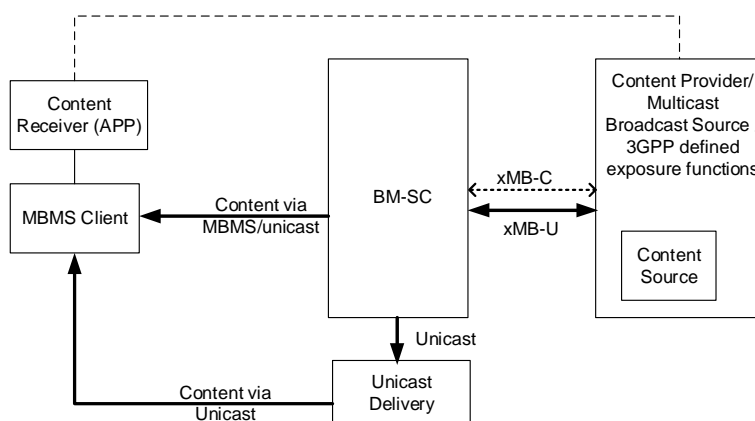 Content
Receiver (APP)
MBMS Client
Content via
MBMS/unicast
BM-SC
xMB-C
xMB-U
Content Provider/
Multicast
Broadcast Source
3GPP defined
exposure functions
Content
Source
Unicast
Content via
Unicast
Unicast
Delivery